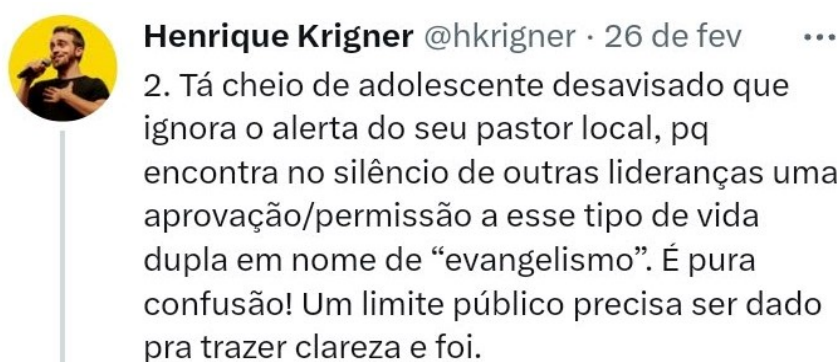 Henrique Krigner @hkrigner · 26 de fev ...
2. Tá cheio de adolescente desavisado que
ignora o alerta do seu pastor local, pq
encontra no silêncio de outras lideranças uma
aprovação/permissão a esse tipo de vida
dupla em nome de “evangelismo”. É pura
confusão! Um limite público precisa ser dado
pra trazer clareza e foi.